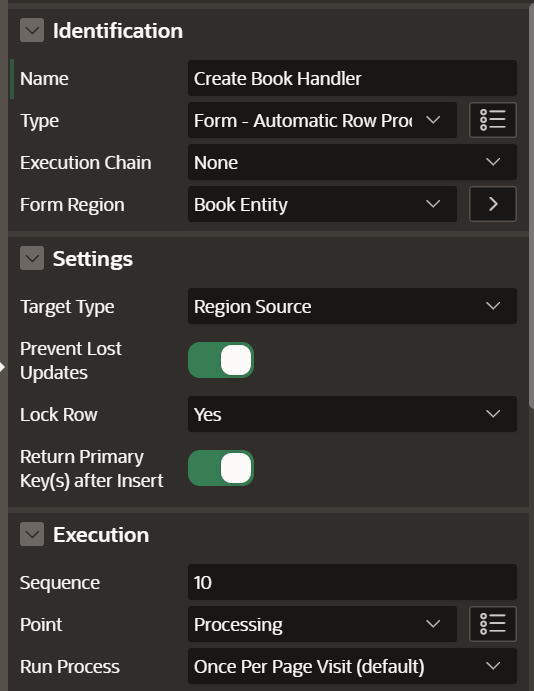 Identification
Name
Create Book Handler
Type
Form - Automatic Row Proc
Execution Chain
None
Form Region
Book Entity
Settings
Target Type
Region Source
Prevent Lost
Updates
Lock Row
Yes
Return Primary
Key(s) after Insert
Execution
Sequence
10
Point
Processing
Run Process
Once Per Page Visit (default)